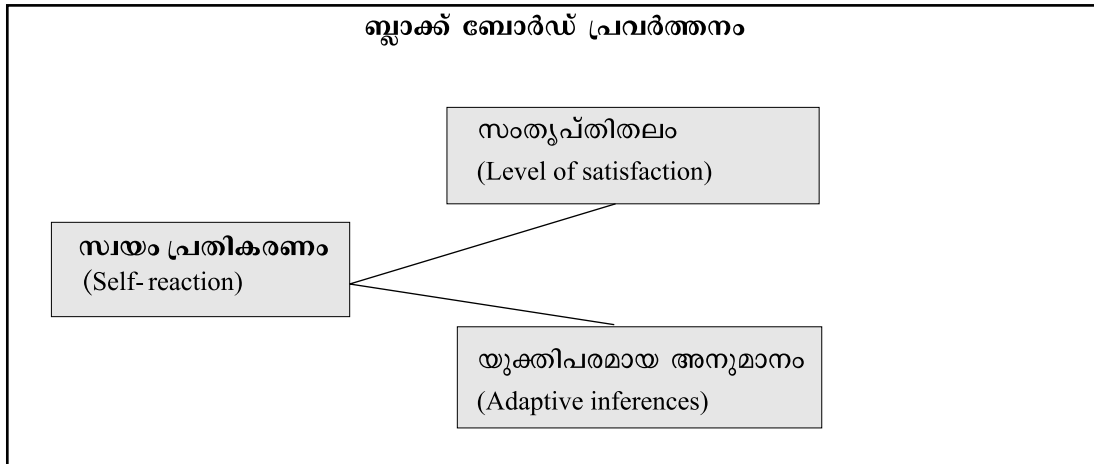 ബ്ലാക്ക് ബോർഡ് പ്രവർത്തനം
സംതൃപ്തിതലം
(Level of satisfaction)
സ്വയം പ്രതികരണം
(Self- reaction)
യുക്തിപരമായ അനുമാനം
(Adaptive inferences)